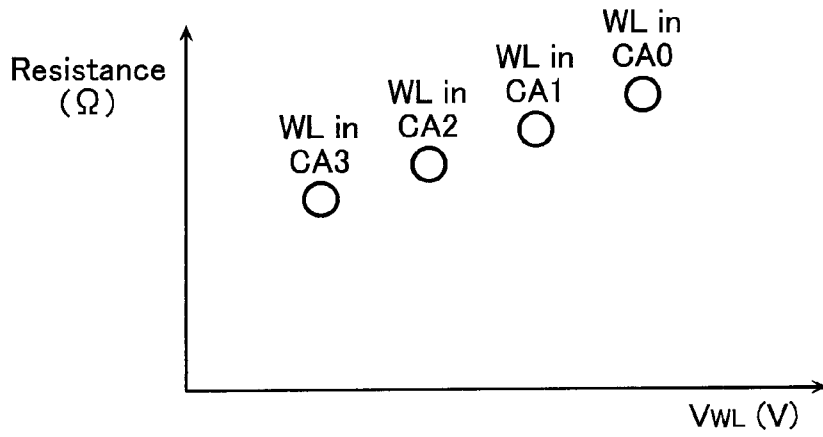 Resistance
(Ω)
WL in
CA3
WL in
CA2
WL in
CA1
WL in
CA0
VWL (V)